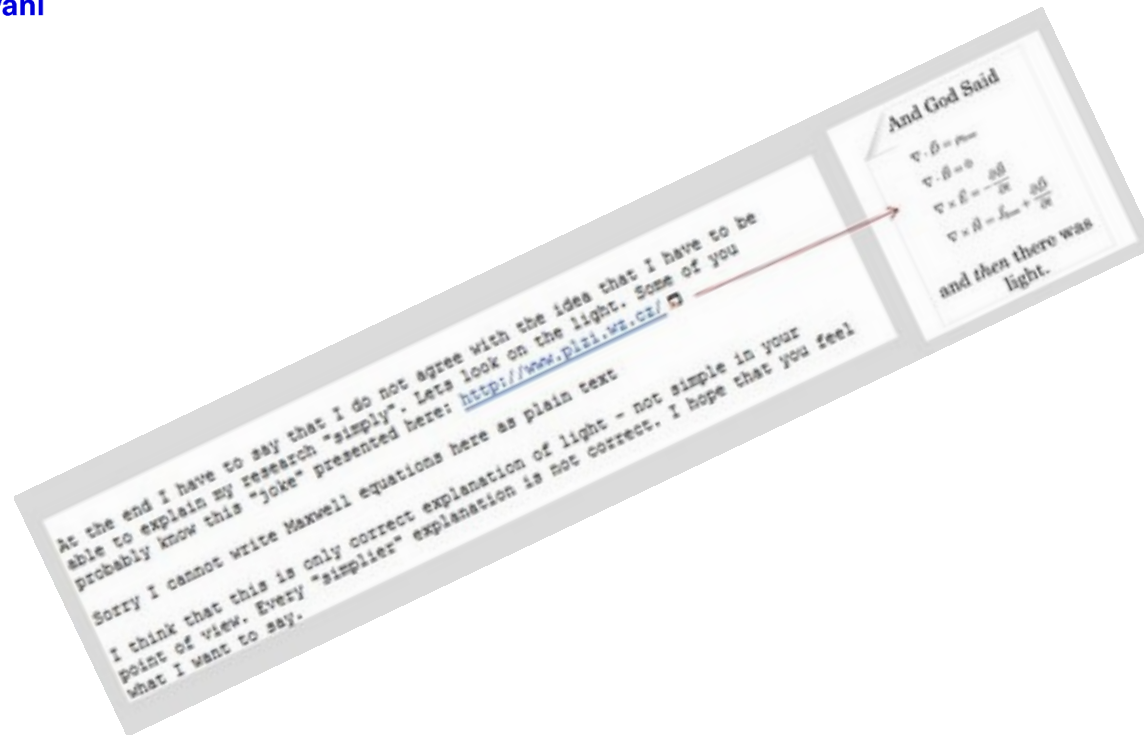 At the end I have to say that I do not agree with the idea that I have to be
able to explain my research "simply". Lets look on the light. Some of you
probably know this "joke" presented here: http://www.plzi.wz.cz/
Sorry I cannot write Maxwell equations here as plain text
I think that this is only correct explanation of light - not simple in your
point of view. Every "simplier" explanation is not correct. I hope that you feel
what I want to say.
And God Said
∇ · D⃗ = ρfree
∇ · B⃗ = 0
∇ × E⃗ = −∂B⃗/∂t
∇ × H⃗ = J⃗free + ∂D⃗/∂t
and then there was
light.